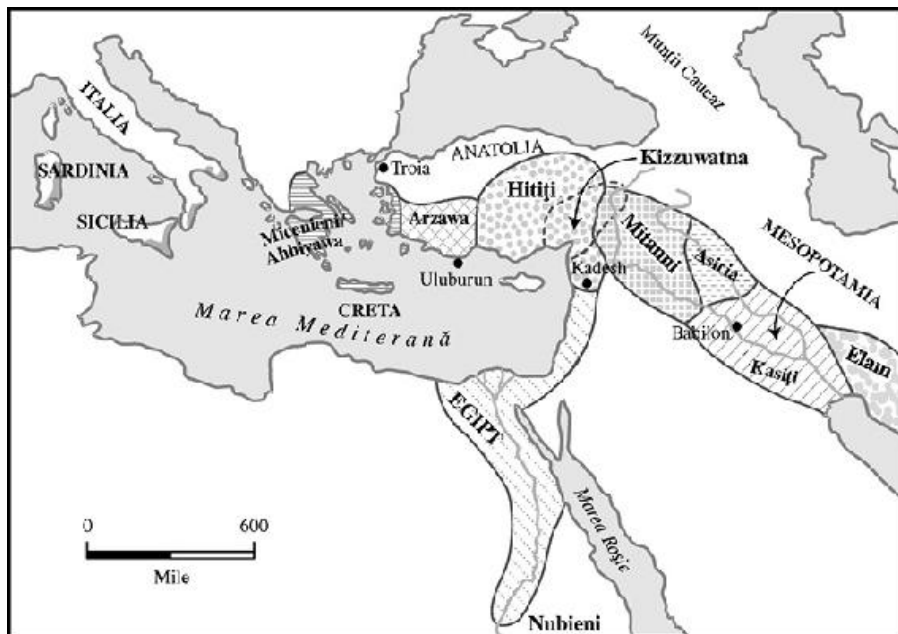 Munții Caucaz
ITALIA
ANATOLIA
Kizzuwatna
Troia
SARDINIA
Hitiți
SICILIA
Arzawa
Micenieni/
Ahhiyawa
Mitanni
Asiria
MESOPOTAMIA
Uluburun
Kadesh
CRETA
Marea Mediterană
Babilon
Kasiți
Elam
EGIPT
Marea Roșie
0 600
Mile
Nubieni